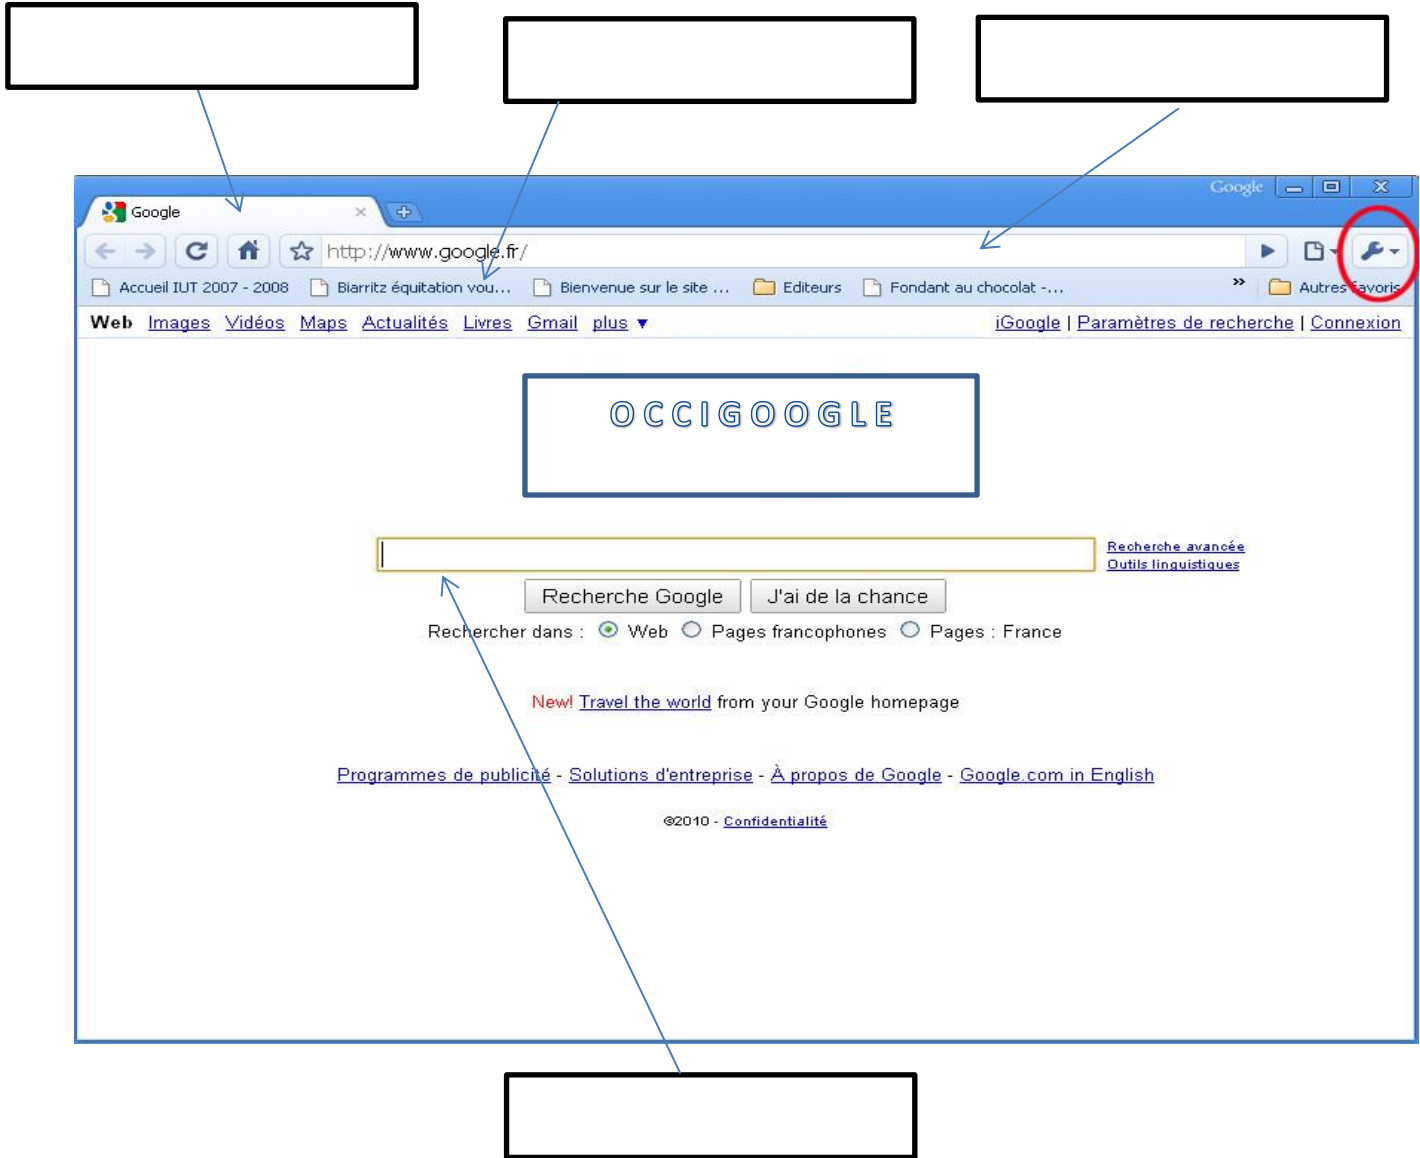 Google
Google
http://www.google.fr/
Accueil IUT 2007 - 2008 Biarritz équitation vou... Bienvenue sur le site ... Editeurs Fondant au chocolat -... » Autres favoris
Web Images Vidéos Maps Actualités Livres Gmail plus ▼ iGoogle | Paramètres de recherche | Connexion
OCCIGOOGLE
Recherche avancée
Outils linguistiques
Recherche Google J'ai de la chance
Rechercher dans : Web Pages francophones Pages : France
New! Travel the world from your Google homepage
Programmes de publicité - Solutions d'entreprise - À propos de Google - Google.com in English
©2010 - Confidentialité